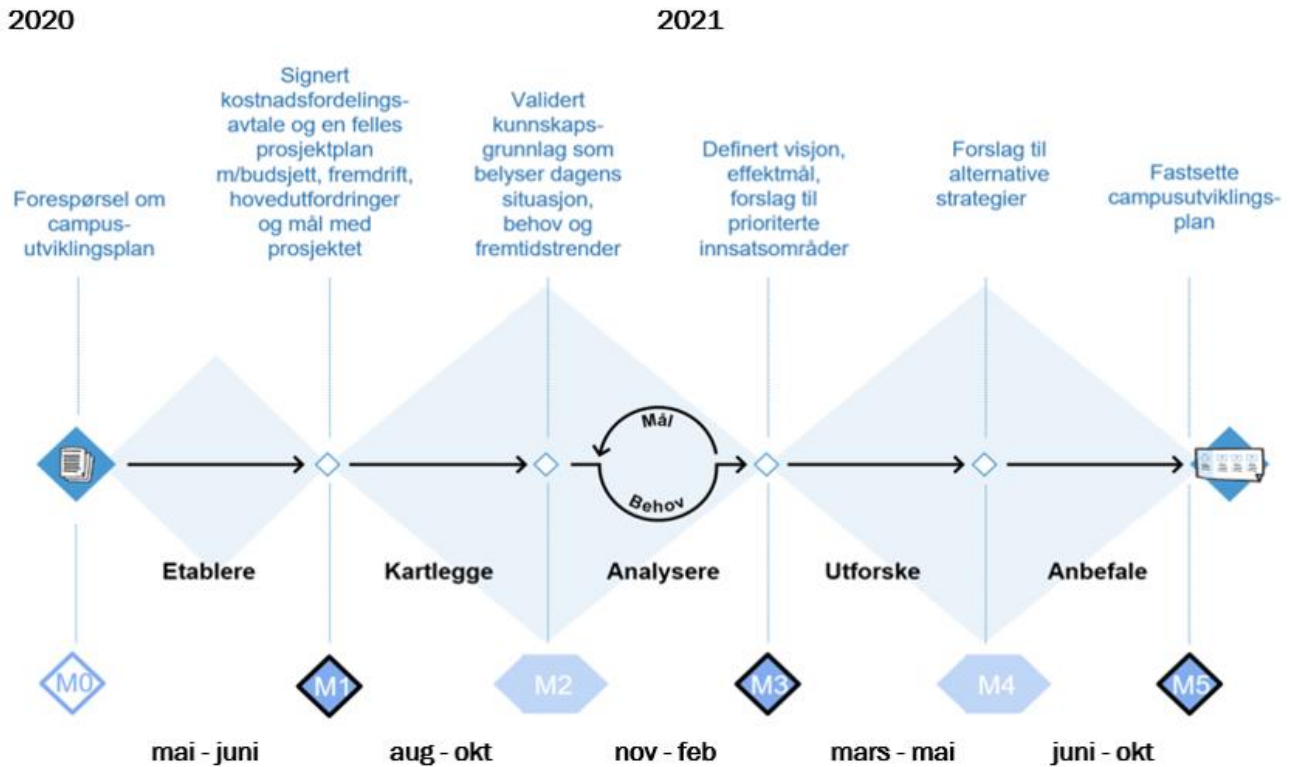 2020
2021
Forespørsel om
campus-
utviklingsplan
Signert
kostnadsfordelings-
avtale og en felles
prosjektplan
m/budsjett, fremdrift,
hovedutfordringer
og mål med
prosjektet
Validert
kunnskaps-
grunnlag som
belyser dagens
situasjon,
behov og
fremtidstrender
Definert visjon,
effektmål,
forslag til
prioriterte
innsatsområder
Forslag til
alternative
strategier
Fastsette
campusutviklings-
plan
Mål
Behov
Etablere
Kartlegge
Analysere
Utforske
Anbefale
M0
M1
M2
M3
M4
M5
mai - juni
aug - okt
nov - feb
mars - mai
juni - okt